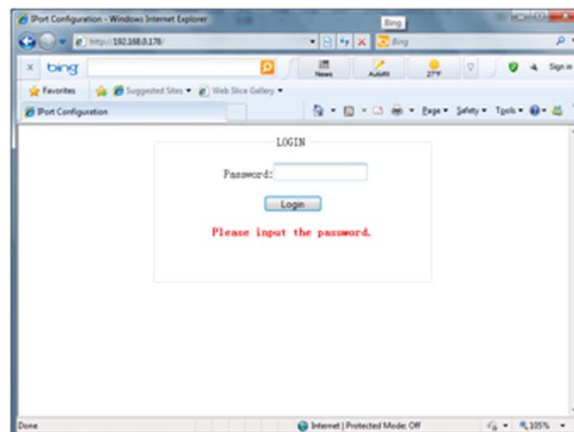 IPort Configuration - Windows Internet Explorer
Bing
http://192.168.0.178/
Bing
x bing
News
Autofill
27°F
Sign in
Favorites
Suggested Sites
Web Slice Gallery
IPort Configuration
Page
Safety
Tools
LOGIN
Password:
Login
Please input the password.
Done
Internet | Protected Mode: Off
105%